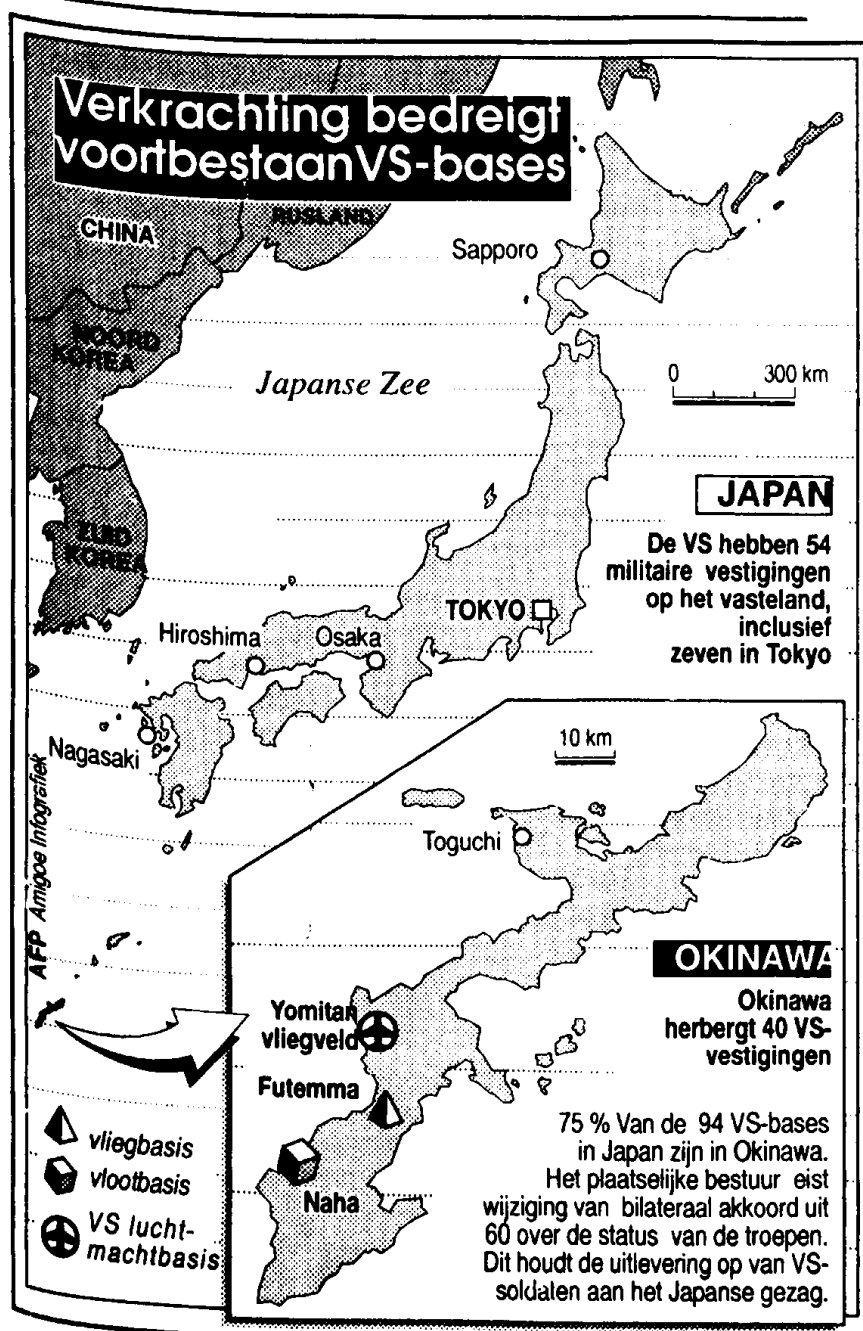 Verkrachting bedreigt
voortbestaan VS-bases
RUSLAND
CHINA
Sapporo
NOORD
KOREA
Japanse Zee
0 300 km
JAPAN
ZUID
KOREA
De VS hebben 54
militaire vestigingen
op het vasteland,
inclusief
zeven in Tokyo
TOKYO
Hiroshima
Osaka
Nagasaki
AFP Amigoe Infografiek
10 km
Toguchi
OKINAWA
Okinawa
herbergt 40 VS-
vestigingen
Yomitan
vliegveld
Futemma
Naha
75 % Van de 94 VS-bases
in Japan zijn in Okinawa.
Het plaatselijke bestuur eist
wijziging van bilateraal akkoord uit
60 over de status van de troepen.
Dit houdt de uitlevering op van VS-
soldaten aan het Japanse gezag.
vliegbasis
vlootbasis
VS lucht-
machtbasis